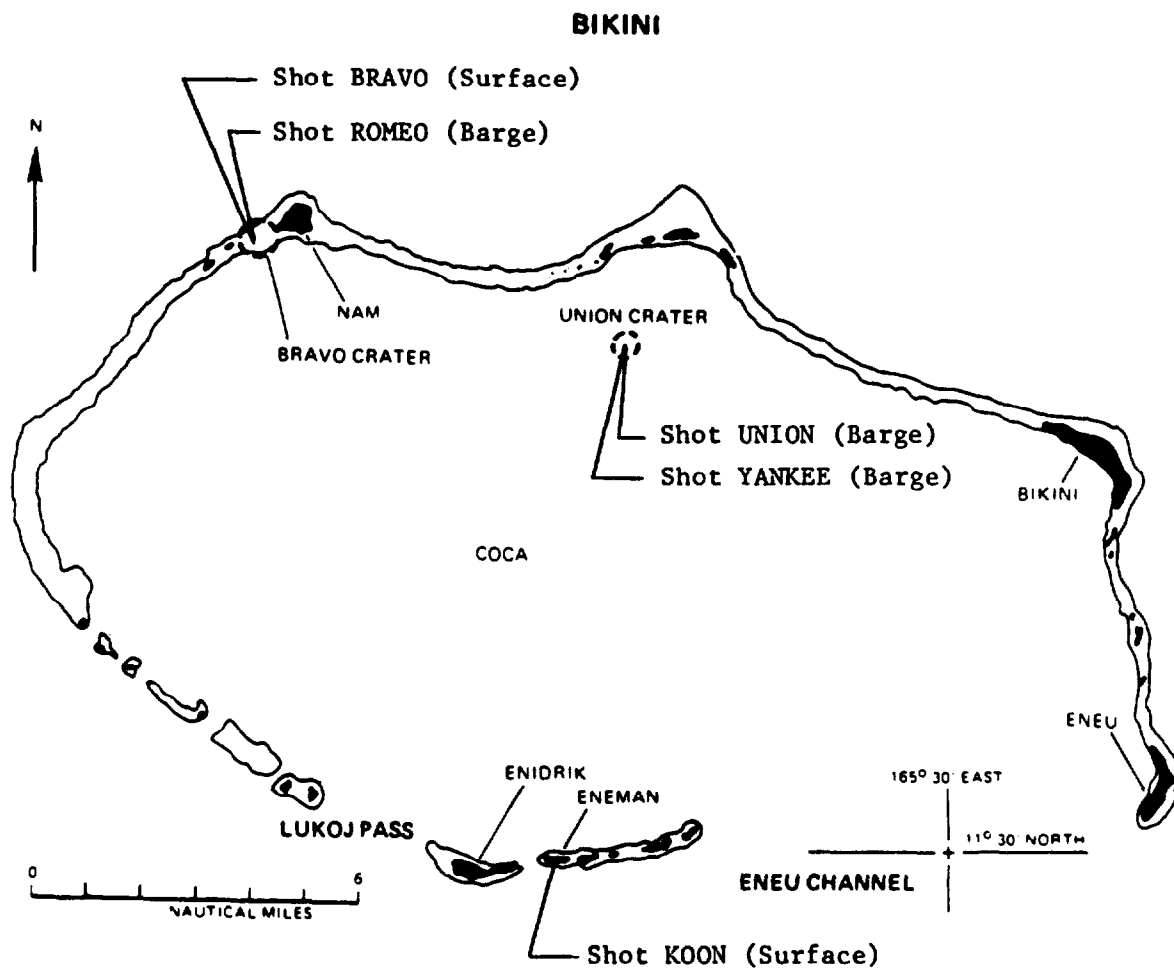 BIKINI
Shot BRAVO (Surface)
Shot ROMEO (Barge)
N
NAM
BRAVO CRATER
UNION CRATER
Shot UNION (Barge)
Shot YANKEE (Barge)
BIKINI
COCA
ENEU
ENIDRIK
ENEMAN
165° 30' EAST
LUKOJ PASS
11° 30' NORTH
0
6
NAUTICAL MILES
ENEU CHANNEL
Shot KOON (Surface)